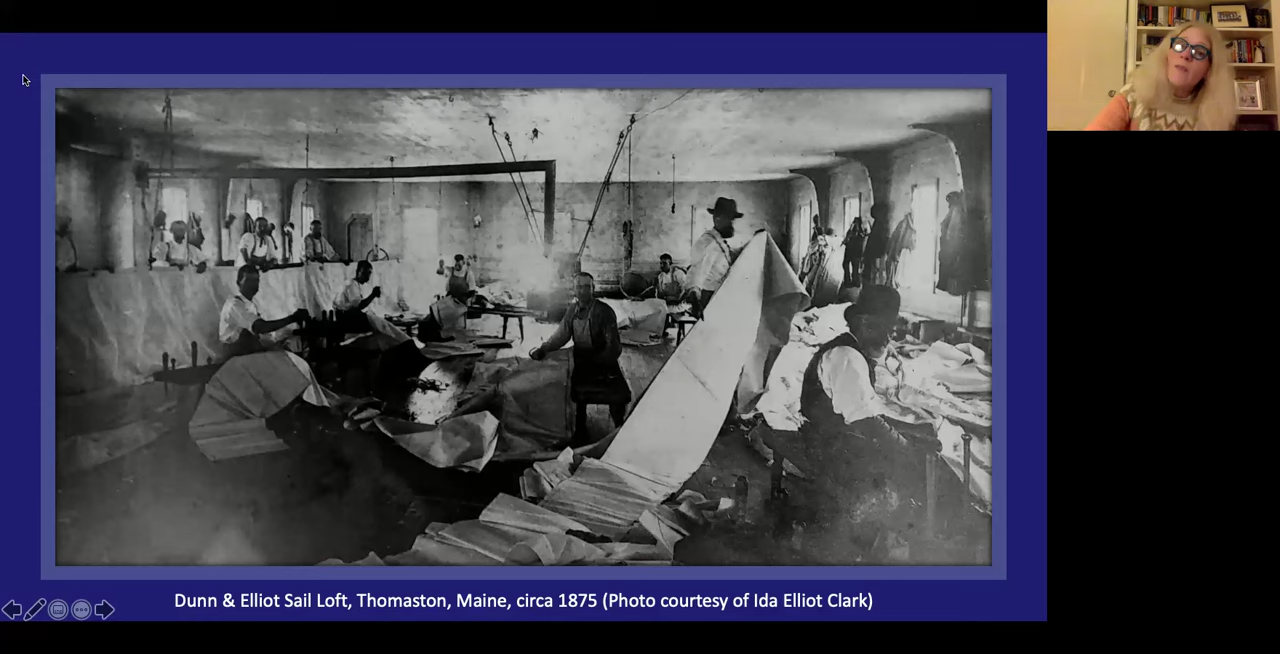 Dunn & Elliot Sail Loft, Thomaston, Maine, circa 1875 (Photo courtesy of Ida Elliot Clark)